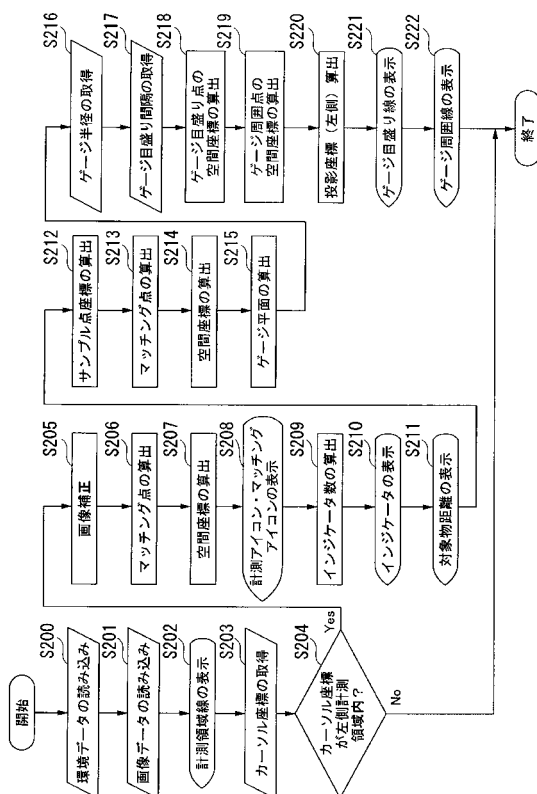 開始
S200
環境データの読み込み
S201
画像データの読み込み
S202
計測領域線の表示
S203
カーソル座標の取得
S204
カーソル座標
が左側計測
領域内?
Yes
No
S205
画像補正
S206
マッチング点の算出
S207
空間座標の算出
S208
計測アイコン・マッチング
アイコンの表示
S209
インジケータ数の算出
S210
インジケータの表示
S211
対象物距離の表示
S212
サンプル点座標の算出
S213
マッチング点の算出
S214
空間座標の算出
S215
ゲージ平面の算出
S216
ゲージ半径の取得
S217
ゲージ目盛り間隔の取得
S218
ゲージ目盛り点の
空間座標の算出
S219
ゲージ周囲点の
空間座標の算出
S220
投影座標（左側）算出
S221
ゲージ目盛り線の表示
S222
ゲージ周囲線の表示
終了